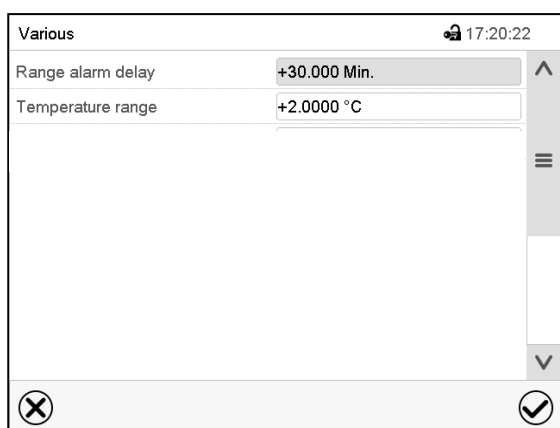 Various 17:20:22
Range alarm delay +30.000 Min.
Temperature range +2.0000 °C